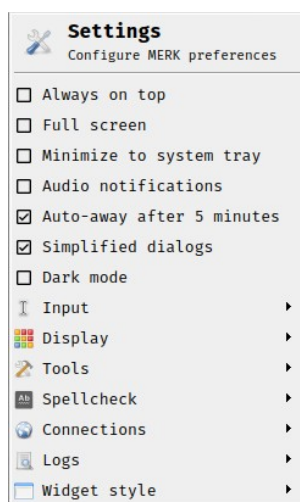 Settings
Configure MERK preferences
Always on top
Full screen
Minimize to system tray
Audio notifications
Auto-away after 5 minutes
Simplified dialogs
Dark mode
Input
Display
Tools
Ab Spellcheck
Connections
Logs
Widget style